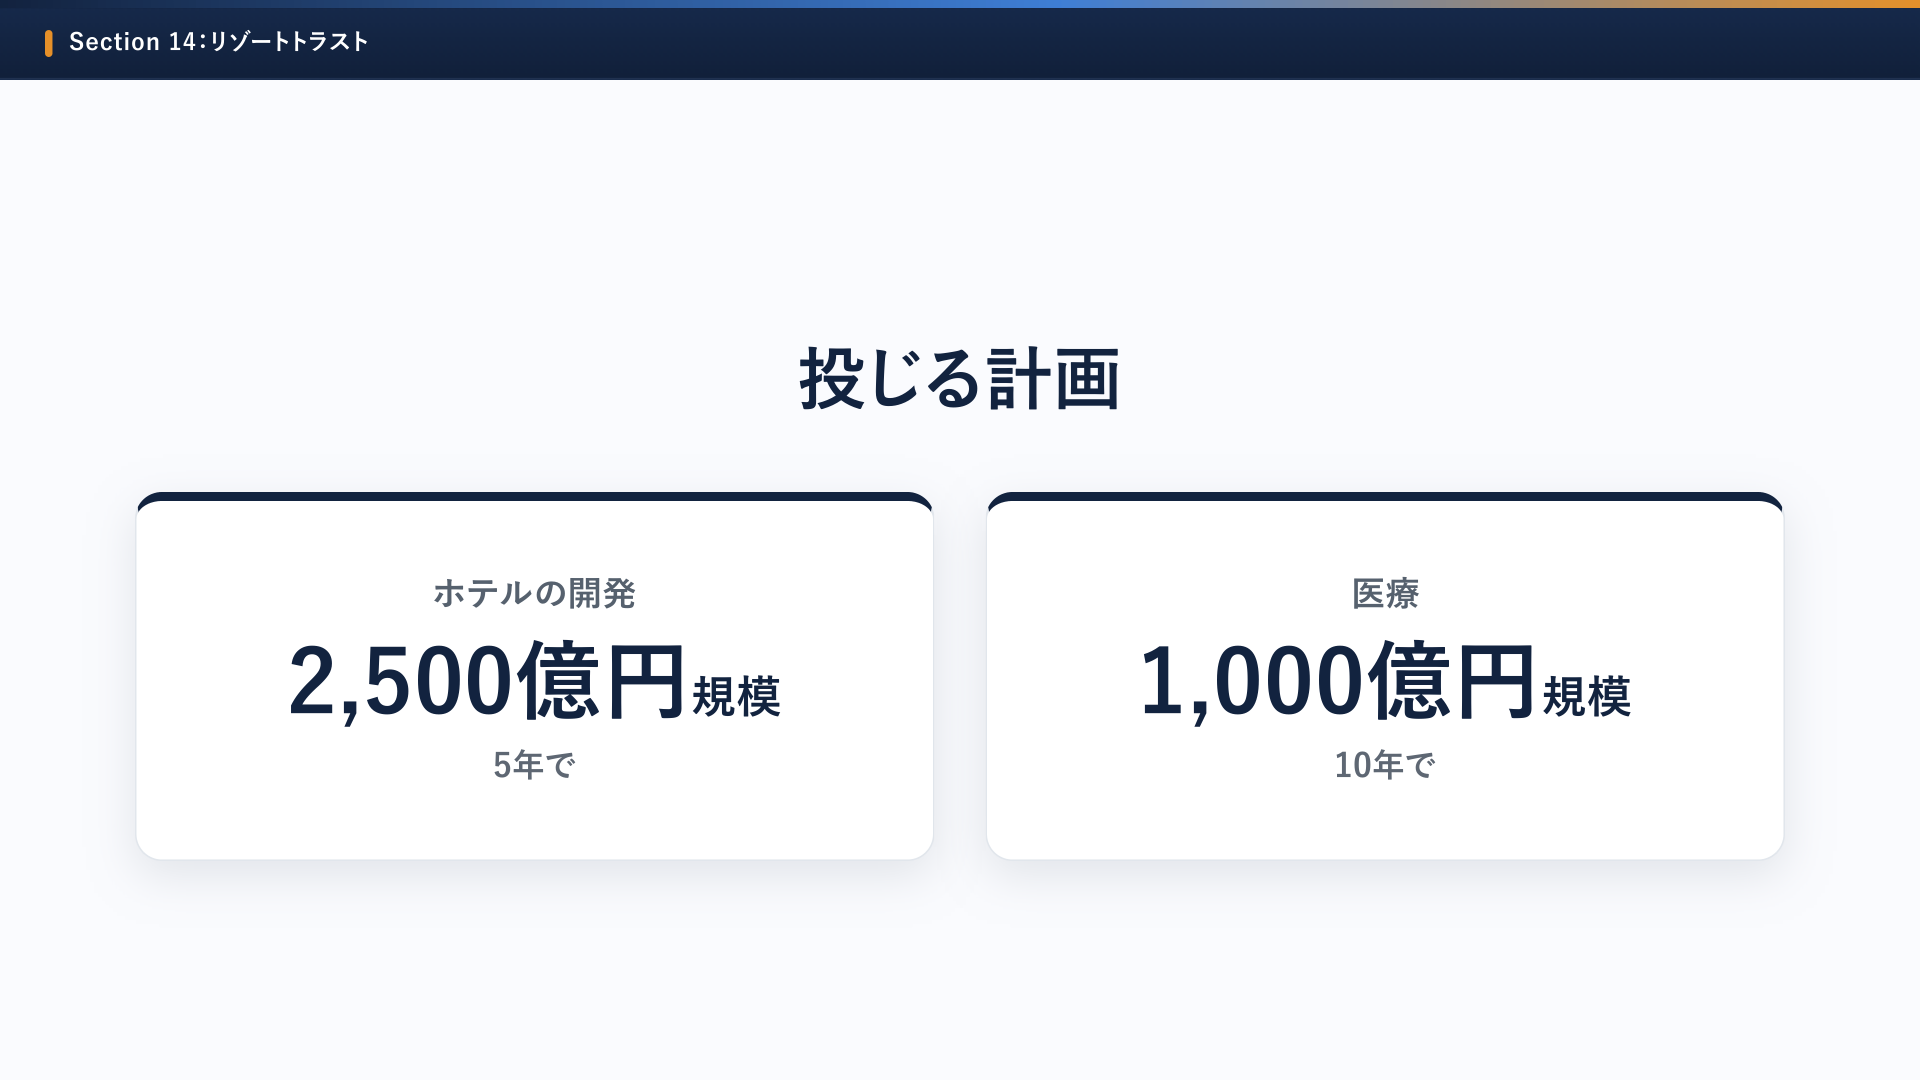 Section 14：リゾートトラスト
投じる計画
ホテルの開発
2,500億円規模
5年で
医療
1,000億円規模
10年で